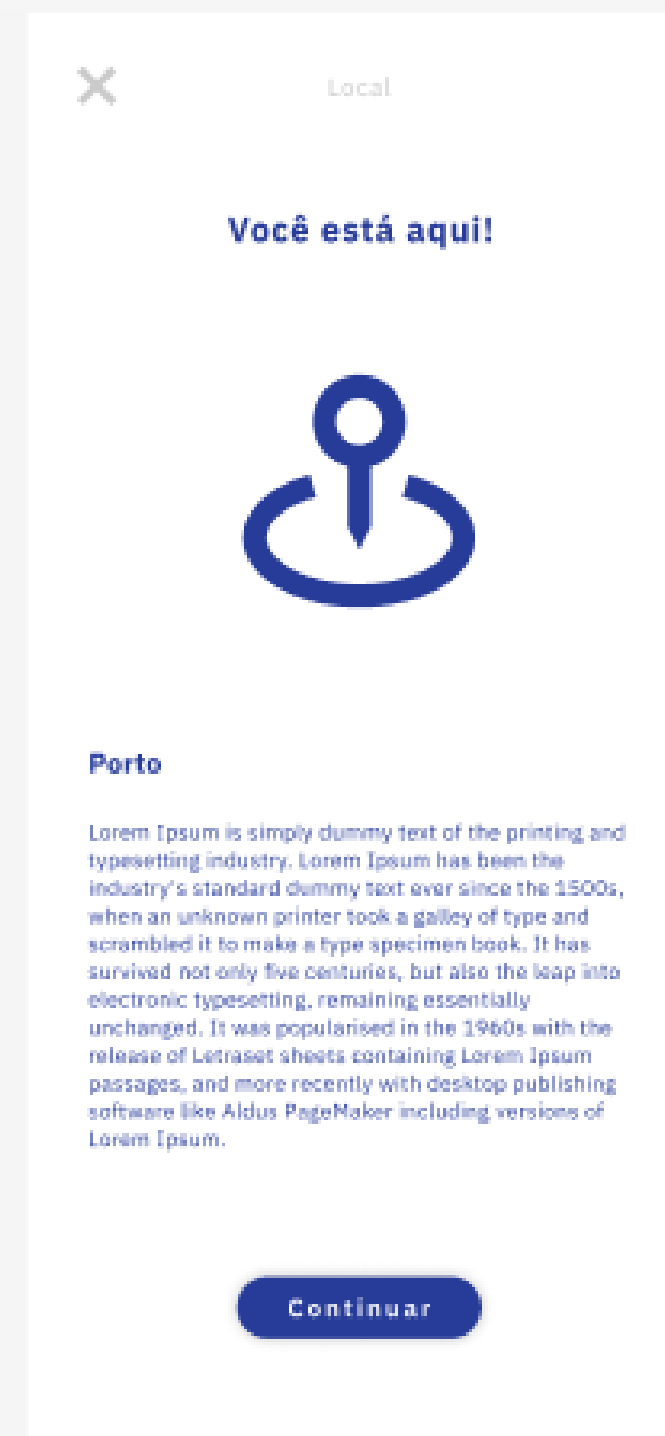 Local
Você está aqui!
Porto
Lorem Ipsum is simply dummy text of the printing and
typesetting industry. Lorem Ipsum has been the
industry's standard dummy text ever since the 1500s,
when an unknown printer took a galley of type and
scrambled it to make a type specimen book. It has
survived not only five centuries, but also the leap into
electronic typesetting, remaining essentially
unchanged. It was popularised in the 1960s with the
release of Letraset sheets containing Lorem Ipsum
passages, and more recently with desktop publishing
software like Aldus PageMaker including versions of
Lorem Ipsum.
Continuar